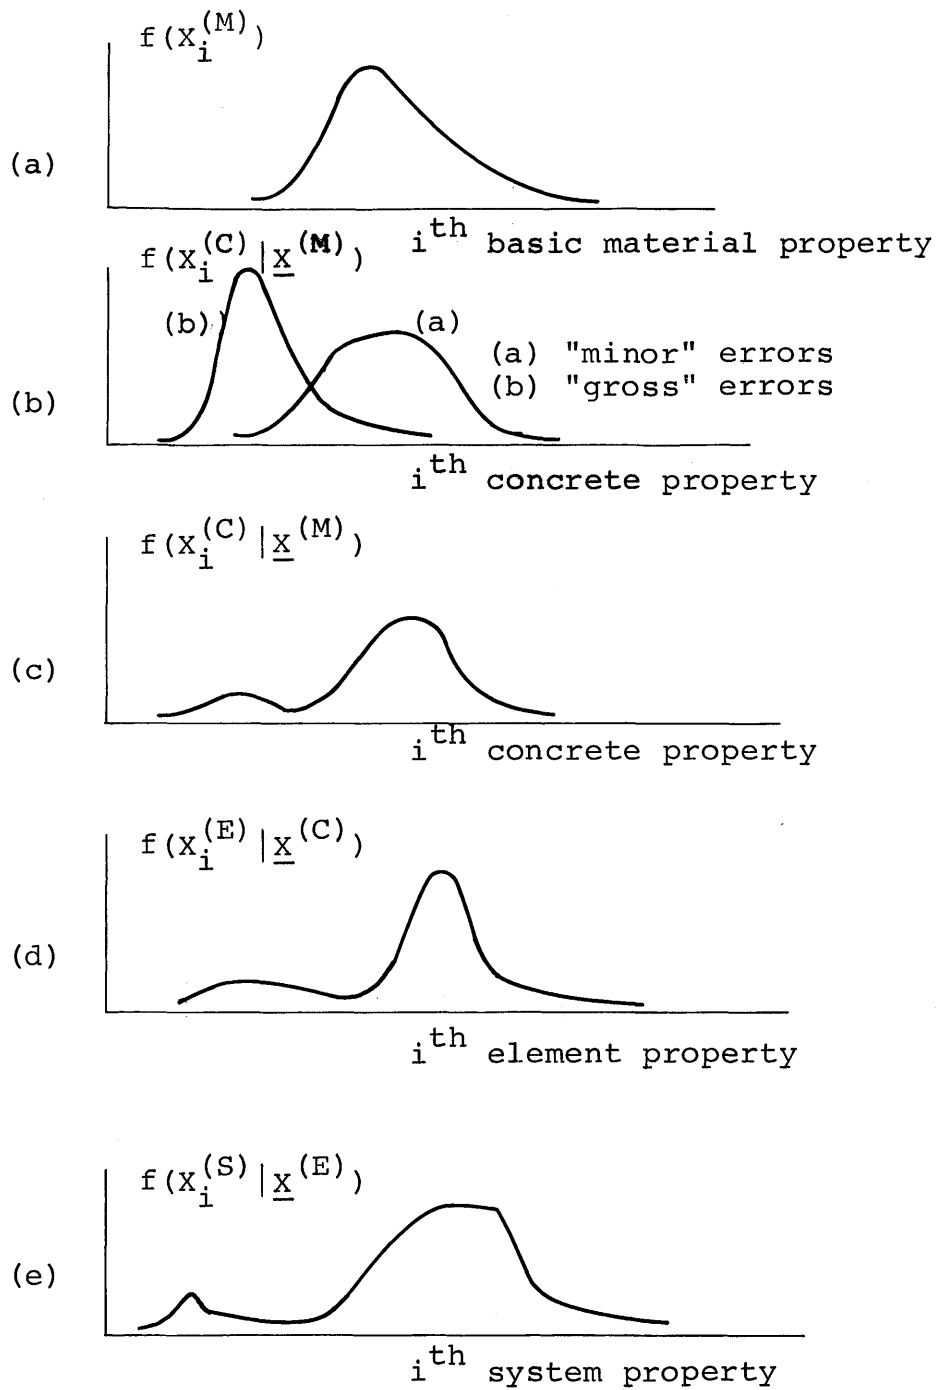 f(X_i^(M))
(a)
i^th basic material property
f(X_i^(C)|X^(M))
(b)
(a)
(a) "minor" errors
(b) "gross" errors
(b)
i^th concrete property
f(X_i^(C)|X^(M))
(c)
i^th concrete property
f(X_i^(E)|X^(C))
(d)
i^th element property
f(X_i^(S)|X^(E))
(e)
i^th system property